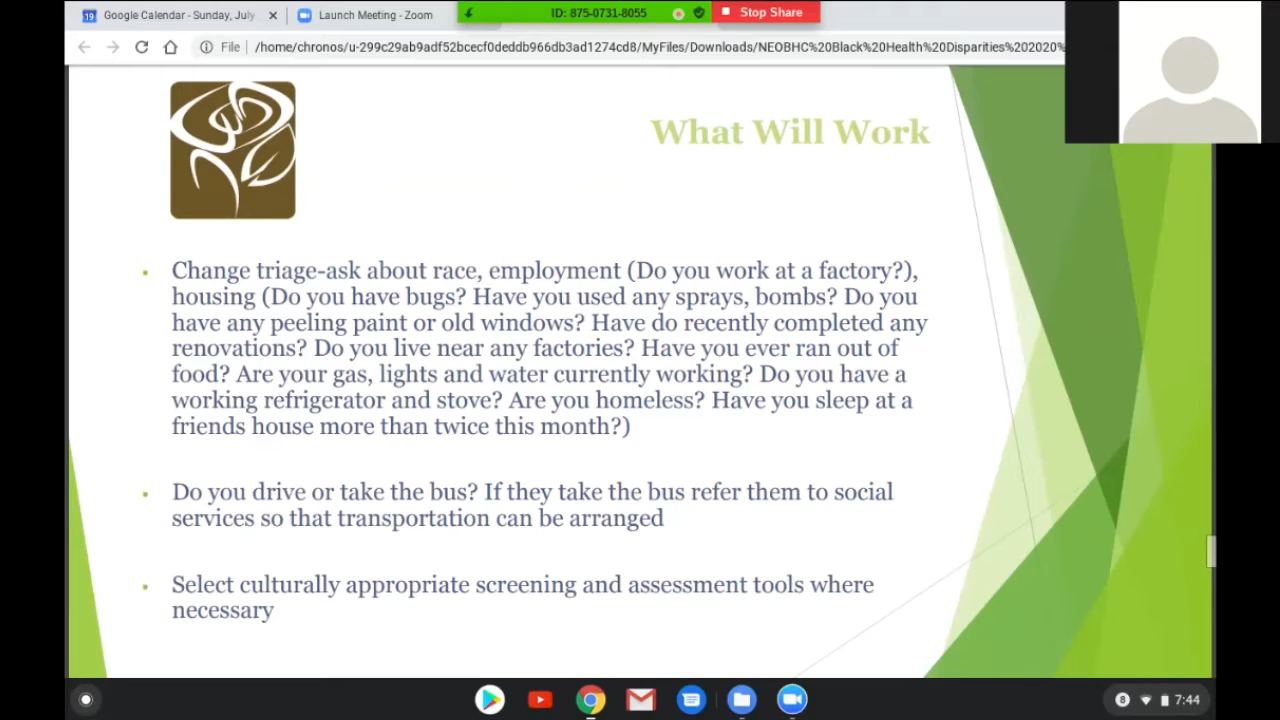 Google Calendar - Sunday, July
Launch Meeting - Zoom
ID: 875-0731-8055
Stop Share
File
/home/chronos/u-299c29ab9adf52bcecf0deddb966db3ad1274cd8/MyFiles/Downloads/NEOBHC%20Black%20Health%20Disparities%202020%
What Will Work
Change triage-ask about race, employment (Do you work at a factory?),
housing (Do you have bugs? Have you used any sprays, bombs? Do you
have any peeling paint or old windows? Have do recently completed any
renovations? Do you live near any factories? Have you ever ran out of
food? Are your gas, lights and water currently working? Do you have a
working refrigerator and stove? Are you homeless? Have you sleep at a
friends house more than twice this month?)
Do you drive or take the bus? If they take the bus refer them to social
services so that transportation can be arranged
Select culturally appropriate screening and assessment tools where
necessary
8
7:44